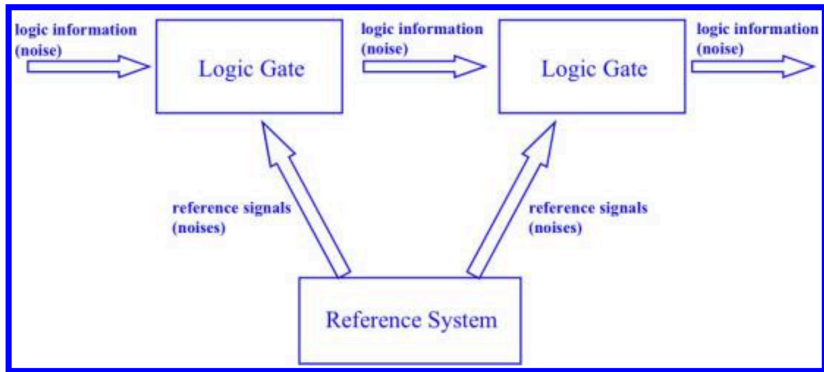 logic information
(noise)
Logic Gate
logic information
(noise)
Logic Gate
logic information
(noise)
reference signals
(noises)
reference signals
(noises)
Reference System